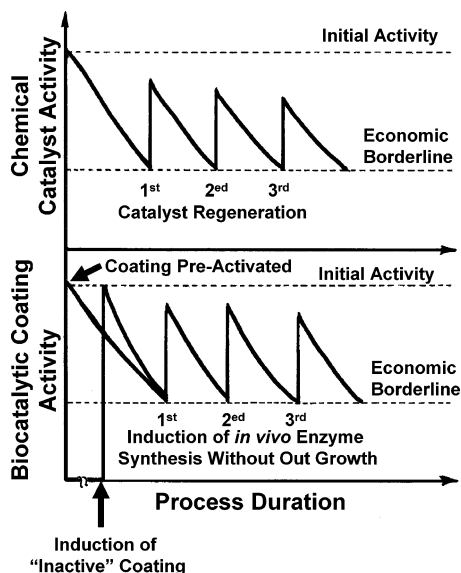 Chemical
Catalyst Activity
Initial Activity
Economic
Borderline
1st
2ed
3rd
Catalyst Regeneration
Biocatalytic Coating
Activity
Coating Pre-Activated
Initial Activity
Economic
Borderline
1st
2ed
3rd
Induction of in vivo Enzyme
Synthesis Without Out Growth
Process Duration
Induction of
“Inactive” Coating